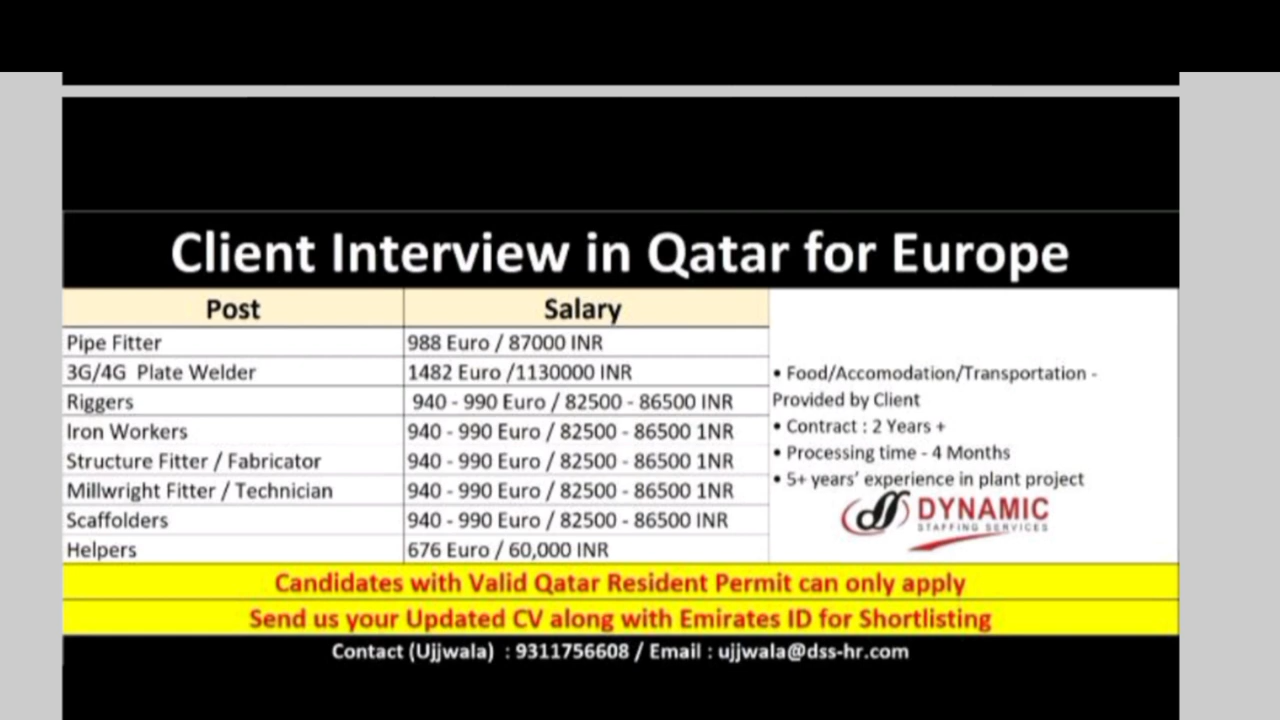 Client Interview in Qatar for Europe
Post Salary
Pipe Fitter 988 Euro / 87000 INR
3G/4G Plate Welder 1482 Euro /1130000 INR
Riggers 940 - 990 Euro / 82500 - 86500 INR
Iron Workers 940 - 990 Euro / 82500 - 86500 1NR
Structure Fitter / Fabricator 940 - 990 Euro / 82500 - 86500 1NR
Millwright Fitter / Technician 940 - 990 Euro / 82500 - 86500 1NR
Scaffolders 940 - 990 Euro / 82500 - 86500 INR
Helpers 676 Euro / 60,000 INR
• Food/Accomodation/Transportation -
Provided by Client
• Contract : 2 Years +
• Processing time - 4 Months
• 5+ years’ experience in plant project
dss DYNAMIC
STAFFING SERVICES
Candidates with Valid Qatar Resident Permit can only apply
Send us your Updated CV along with Emirates ID for Shortlisting
Contact (Ujjwala) : 9311756608 / Email : ujjwala@dss-hr.com